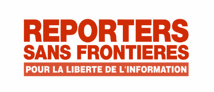 REPORTERS
SANS FRONTIERES
POUR LA LIBERTE DE L'INFORMATION